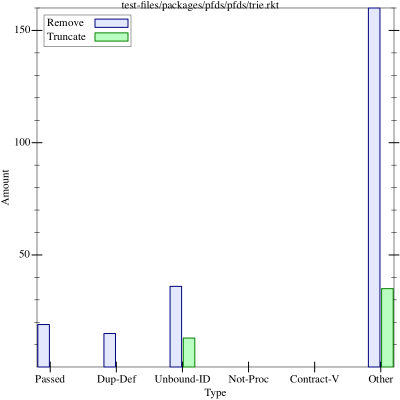 test-files/packages/pfds/pfds/trie.rkt
Remove
Truncate
150
100
50
Amount
Passed Dup-Def Unbound-ID Not-Proc Contract-V Other
Type